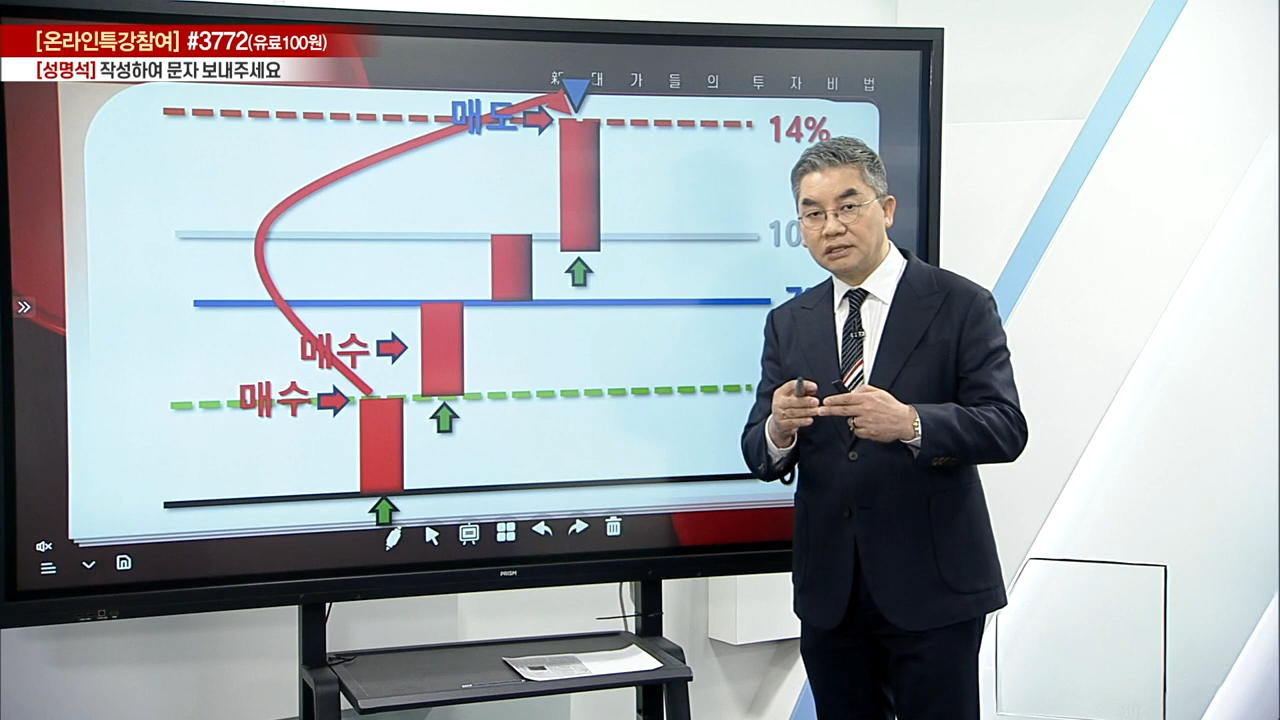 [온라인특강참여] #3772(유료100원)
[성명석] 작성하여 문자 보내주세요
新 대 가 들 의 투 자 비 법
매도
14%
매수
매수
PRISM